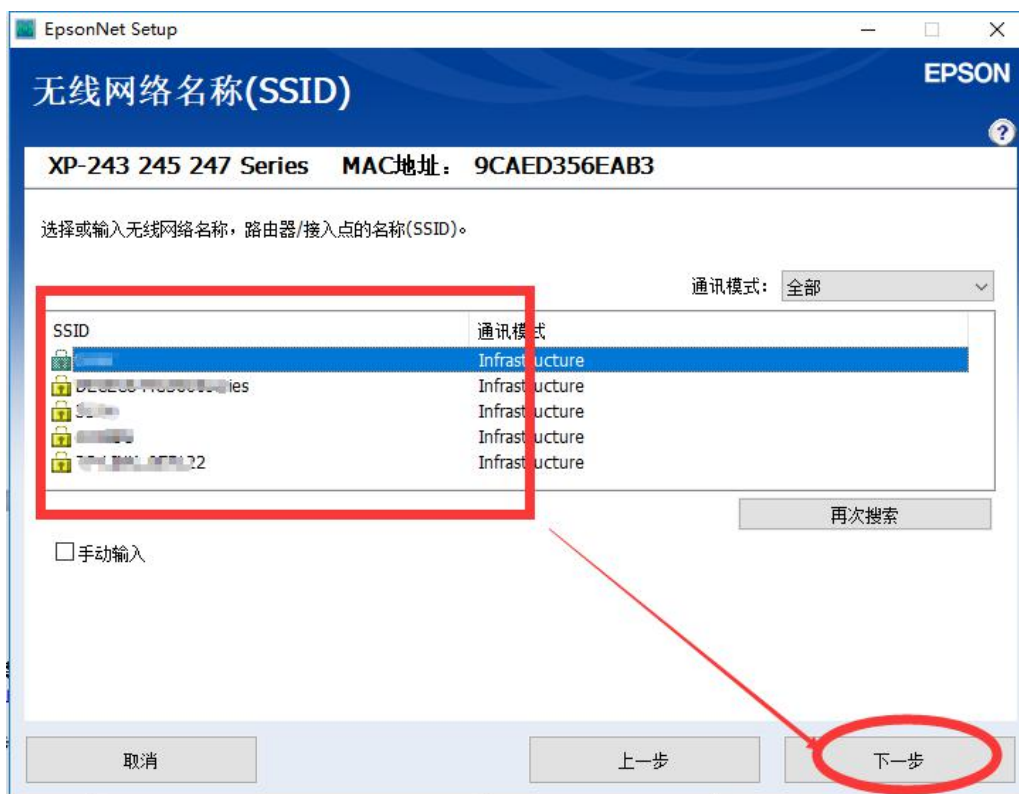 EpsonNet Setup
无线网络名称(SSID)
EPSON
XP-243 245 247 Series MAC地址： 9CAED356EAB3
选择或输入无线网络名称，路由器/接入点的名称(SSID)。
通讯模式： 全部
SSID 通讯模式
Infrastructure
Infrastructure
Infrastructure
Infrastructure
Infrastructure
再次搜索
手动输入
取消 上一步 下一步